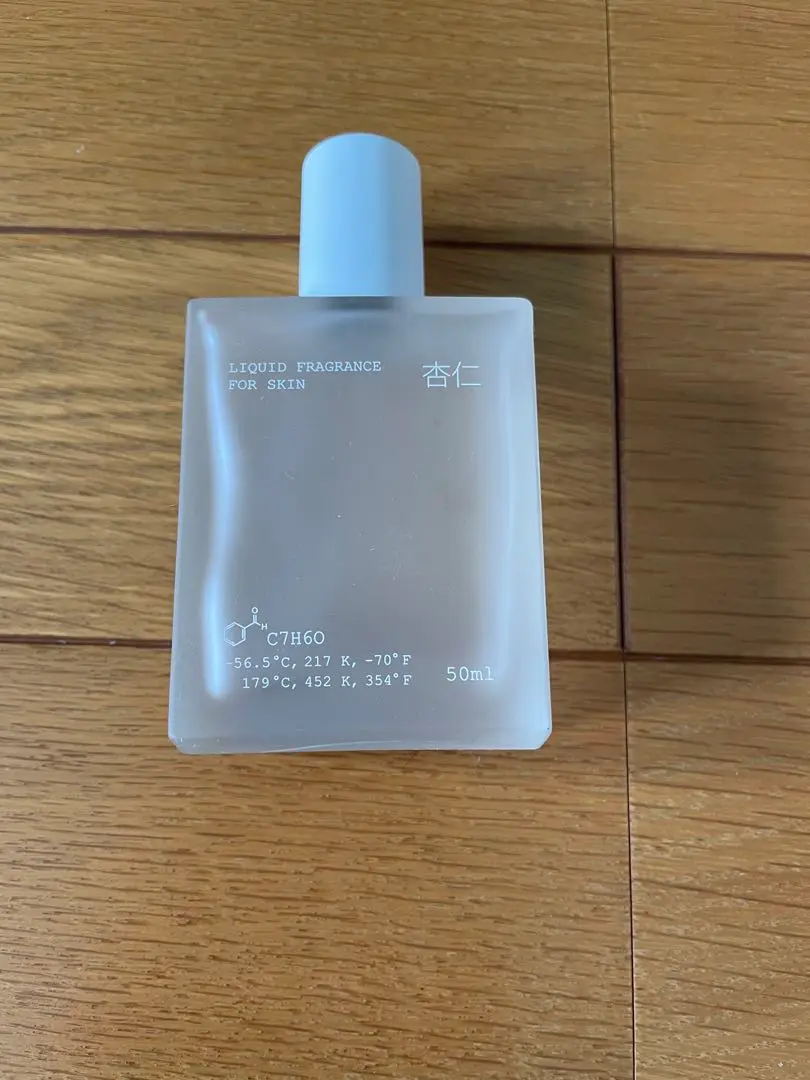 LIQUID FRAGRANCE
FOR SKIN
杏仁
O
H
C7H6O
-56.5°C, 217 K, -70°F
179°C, 452 K, 354°F
50ml